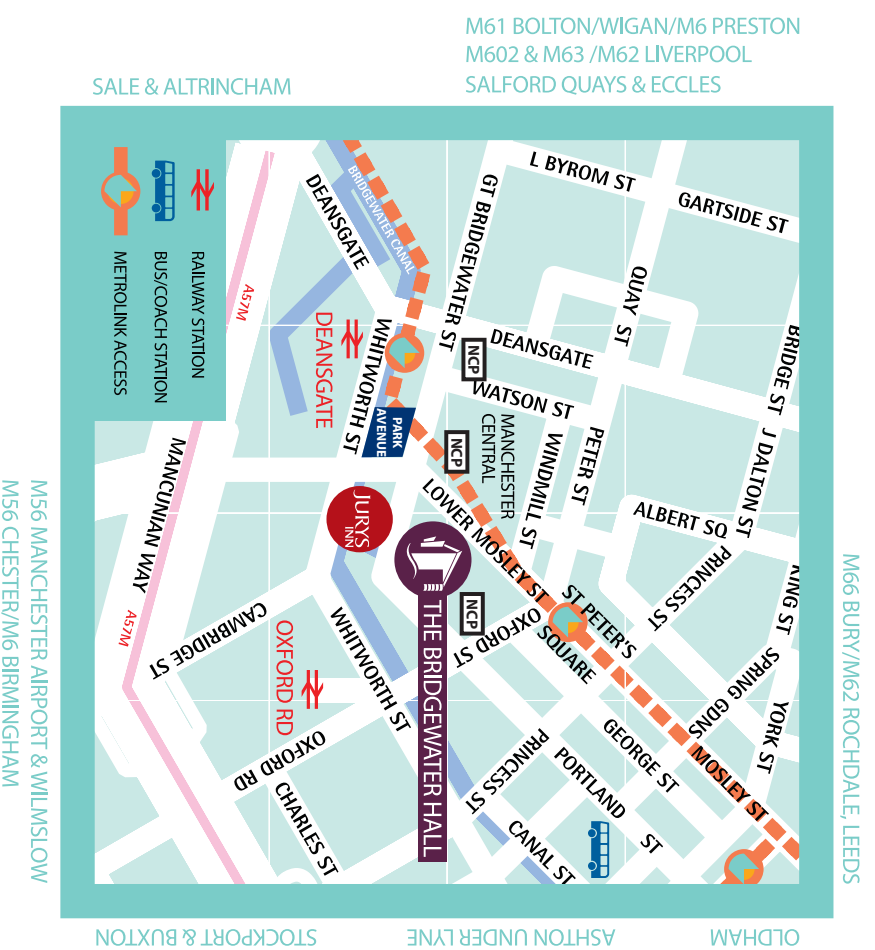 M61 BOLTON/WIGAN/M6 PRESTON
M602 & M63 /M62 LIVERPOOL
SALFORD QUAYS & ECCLES
SALE & ALTRINCHAM
RAILWAY STATION
BUS/COACH STATION
METROLINK ACCESS
L BYROM ST
GARTSIDE ST
BRIDGEWATER CANAL
DEANSGATE
GT BRIDGEWATER ST
QUAY ST
A57M
DEANSGATE
WHITWORTH ST
NCP
DEANSGATE
BRIDGE ST
WATSON ST
PARK
AVENUE
NCP
MANCHESTER
CENTRAL
WINDMILL ST
PETER ST
J DALTON ST
MANCUNIAN WAY
JURYS
INN
LOWER MOSLEY ST
ALBERT SQ
PRINCESS ST
KING ST
A57M
CAMBRIDGE ST
OXFORD RD
WHITWORTH ST
THE BRIDGEWATER HALL
NCP
OXFORD ST
ST PETER'S
SQUARE
SPRING GDNS
YORK ST
OXFORD RD
CHARLES ST
PRINCESS ST
PORTLAND ST
GEORGE ST
MOSLEY ST
CANAL ST
M56 MANCHESTER AIRPORT & WILMSLOW
M56 CHESTER/M6 BIRMINGHAM
M66 BURY/M62 ROCHDALE, LEEDS
STOCKPORT & BUXTON
ASHTON UNDER LYNE
OLDHAM